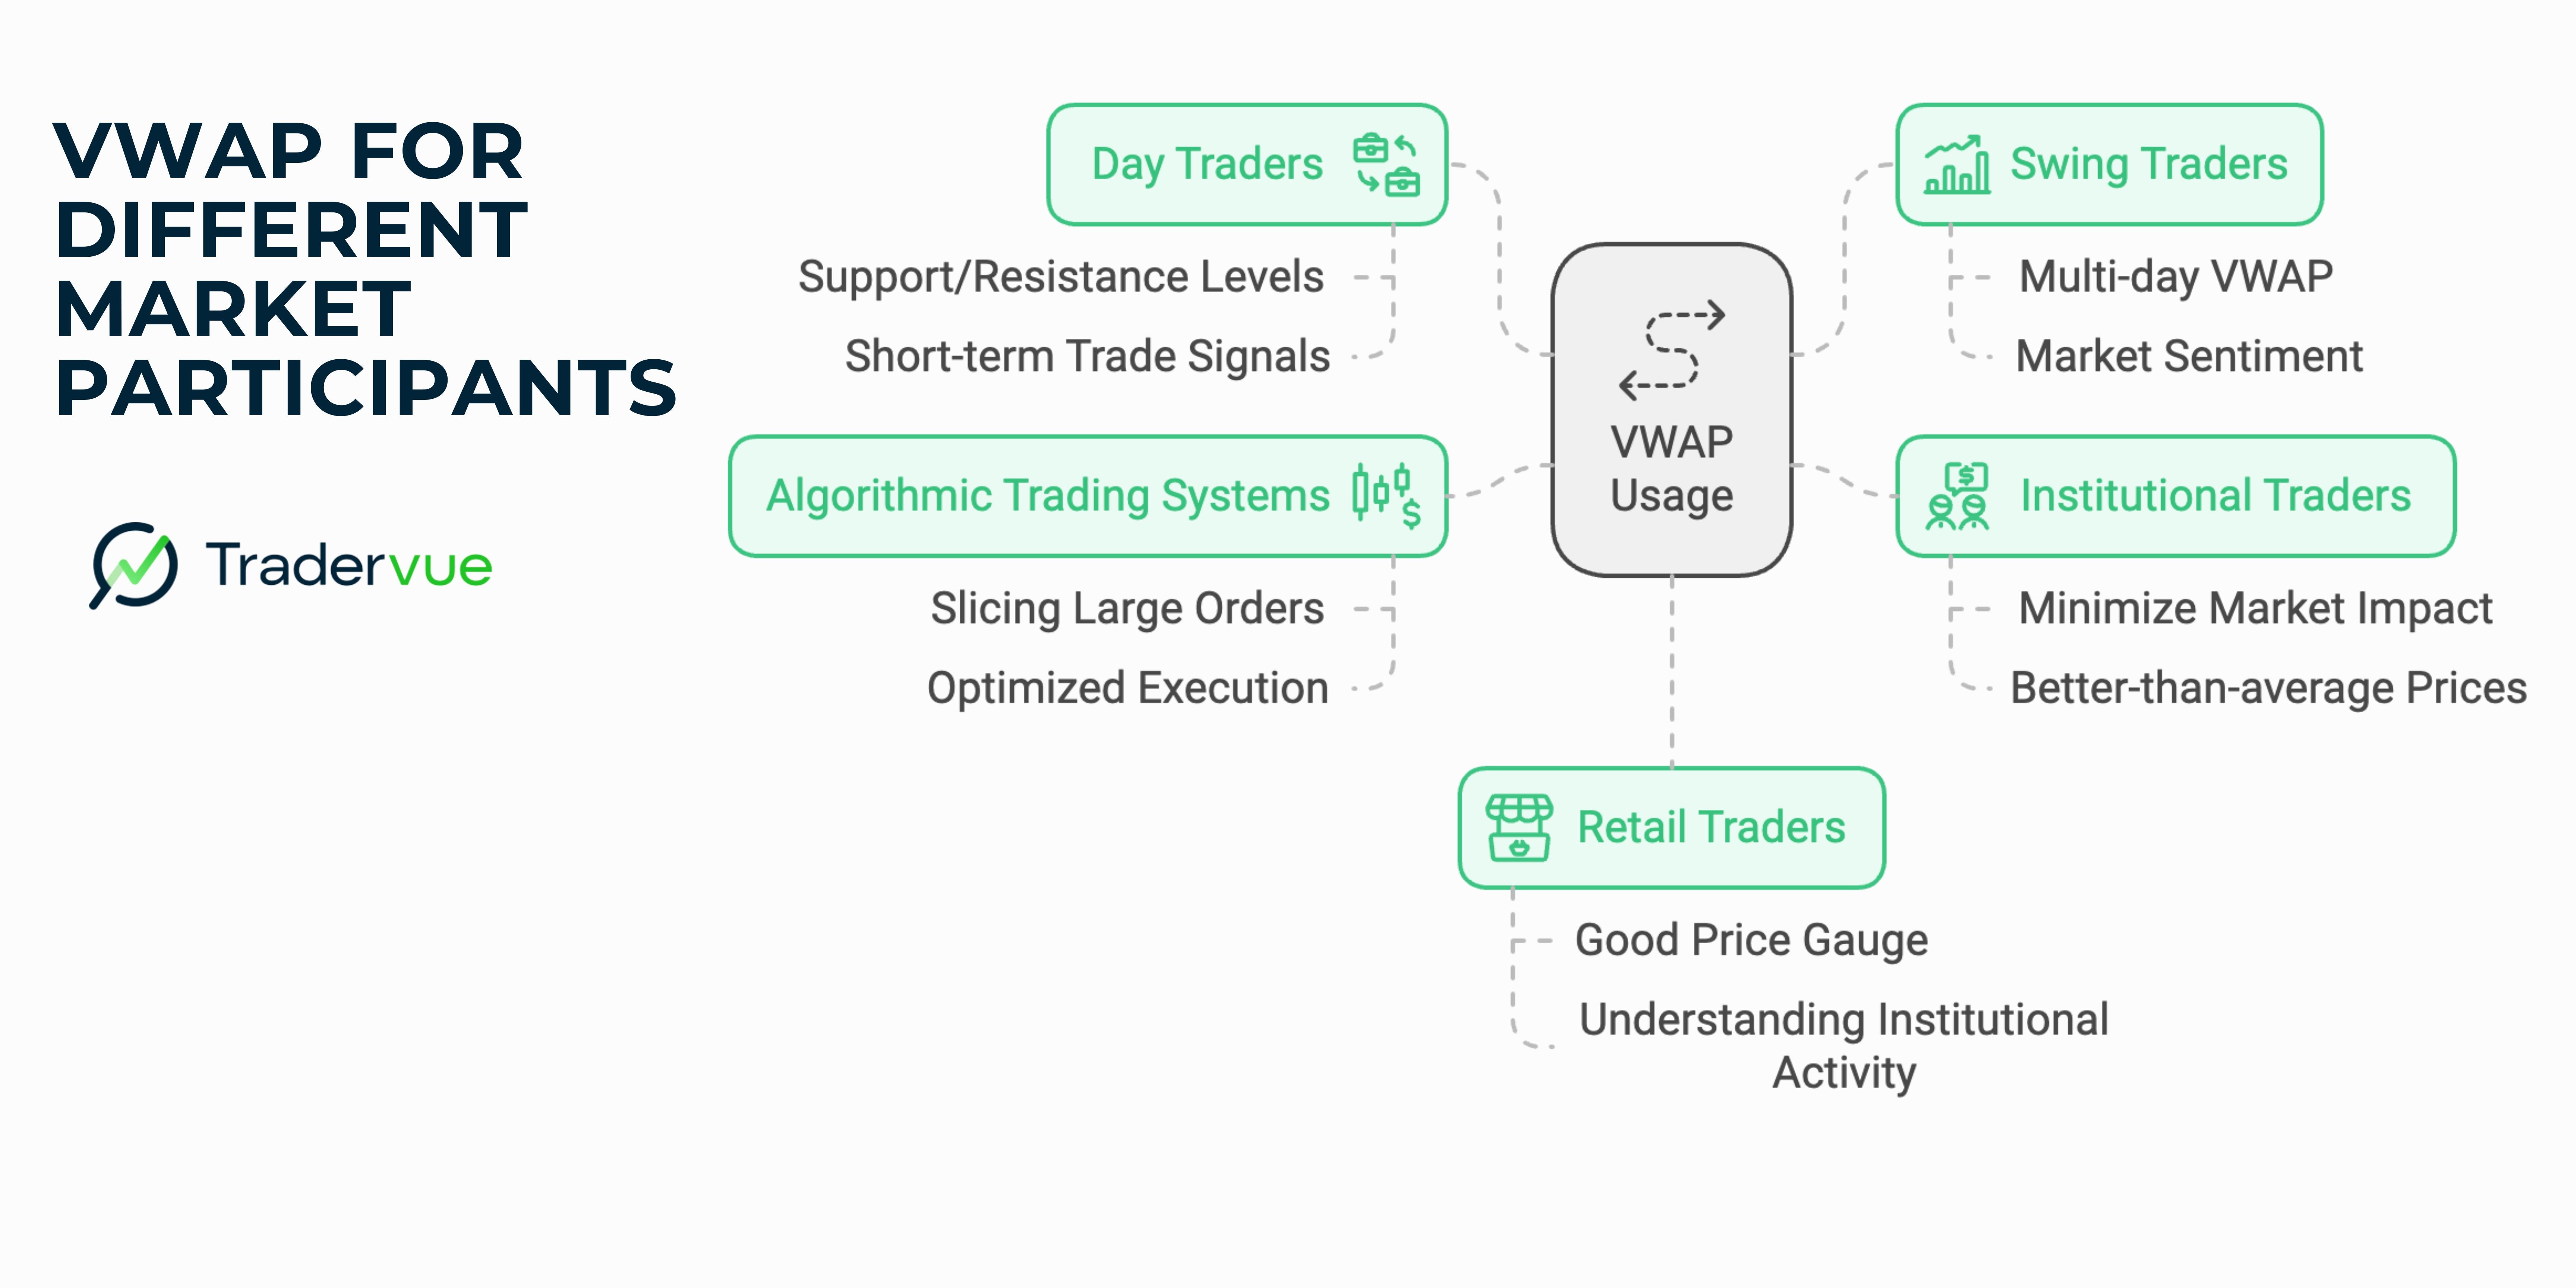 VWAP FOR
DIFFERENT
MARKET
PARTICIPANTS
Tradervue
Day Traders
Support/Resistance Levels
Short-term Trade Signals
Algorithmic Trading Systems
Slicing Large Orders
Optimized Execution
VWAP
Usage
Swing Traders
Multi-day VWAP
Market Sentiment
Institutional Traders
Minimize Market Impact
Better-than-average Prices
Retail Traders
Good Price Gauge
Understanding Institutional
Activity